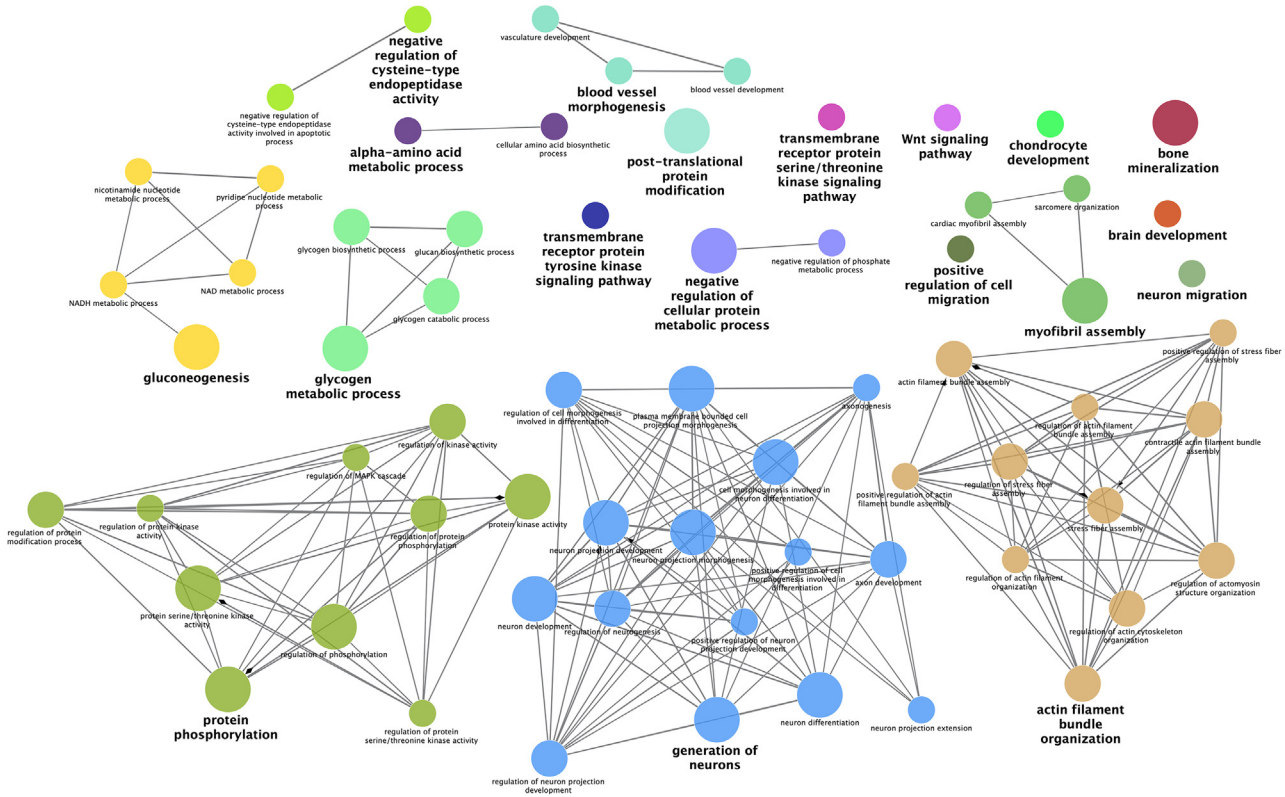 negative
regulation of
cysteine-type
endopeptidase
activity
negative regulation of
cysteine-type endopeptidase
activity involved in apoptotic
process
vasculature development
blood vessel
morphogenesis
blood vessel development
alpha-amino acid
metabolic process
cellular amino acid biosynthetic
process
post-translational
protein
modification
transmembrane
receptor protein
serine/threonine
kinase signaling
pathway
Wnt signaling
pathway
chondrocyte
development
bone
mineralization
nicotinamide nucleotide
metabolic process
pyridine nucleotide metabolic
process
NADH metabolic process
NAD metabolic process
gluconeogenesis
glycogen biosynthetic process
glucan biosynthetic process
glycogen catabolic process
glycogen
metabolic process
transmembrane
receptor protein
tyrosine kinase
signaling pathway
negative
regulation of
cellular protein
metabolic process
negative regulation of phosphate
metabolic process
cardiac myofibril assembly
sarcomere organization
myofibril assembly
positive
regulation of cell
migration
brain development
neuron migration
regulation of kinase activity
regulation of MAPK cascade
regulation of protein
modification process
regulation of protein kinase
activity
regulation of protein
phosphorylation
protein kinase activity
protein serine/threonine kinase
activity
regulation of phosphorylation
protein
phosphorylation
regulation of protein
serine/threonine kinase activity
regulation of cell morphogenesis
involved in differentiation
plasma membrane bounded cell
projection morphogenesis
axonogenesis
cell morphogenesis involved in
neuron differentiation
neuron projection development
neuron projection morphogenesis
positive regulation of cell
morphogenesis involved in
differentiation
axon development
neuron development
regulation of neurogenesis
positive regulation of neuron
projection development
neuron differentiation
neuron projection extension
generation of
neurons
regulation of neuron projection
development
positive regulation of stress fiber
assembly
actin filament bundle assembly
regulation of actin filament
bundle assembly
contractile actin filament bundle
assembly
positive regulation of actin
filament bundle assembly
regulation of stress fiber
assembly
stress fiber assembly
regulation of actin filament
organization
regulation of actomyosin
structure organization
regulation of actin cytoskeleton
organization
actin filament
bundle
organization